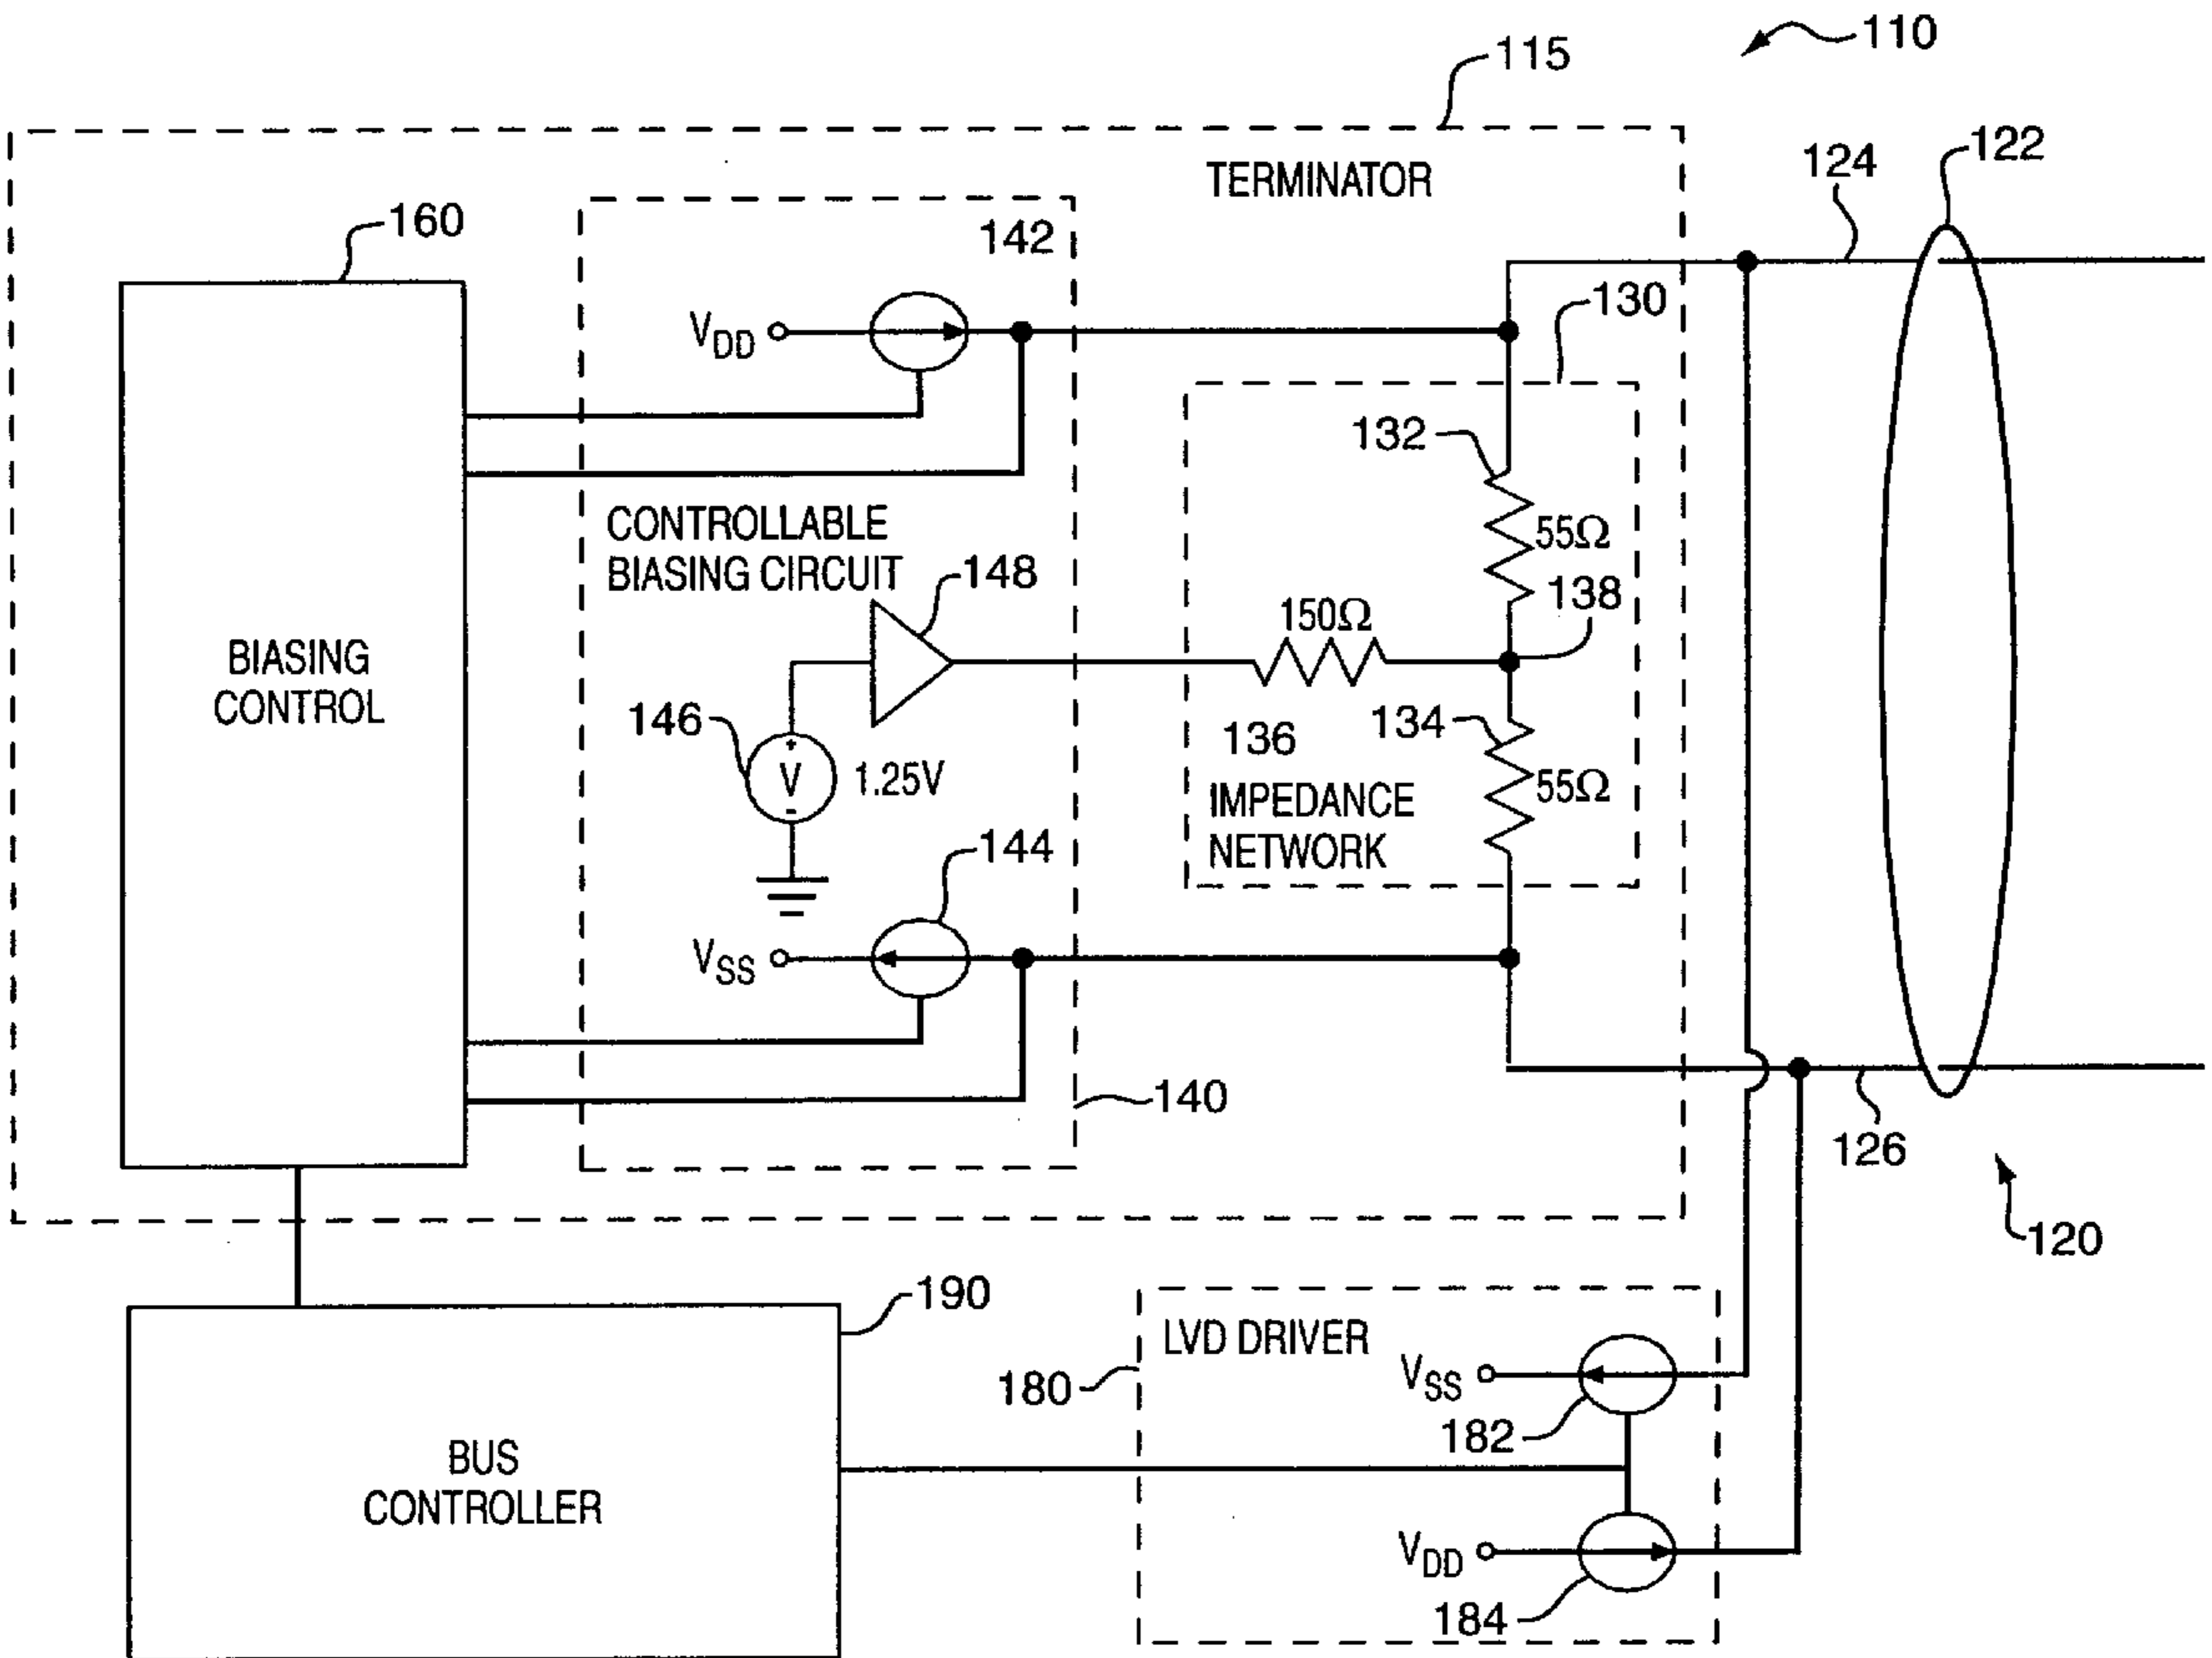 110
115
TERMINATOR
124
122
160
142
130
VDD
132
CONTROLLABLE
BIASING CIRCUIT
55Ω
148
138
150Ω
BIASING
CONTROL
146
134
136
V
1.25V
55Ω
IMPEDANCE
NETWORK
144
VSS
140
126
120
190
LVD DRIVER
180
VSS
182
BUS
CONTROLLER
VDD
184